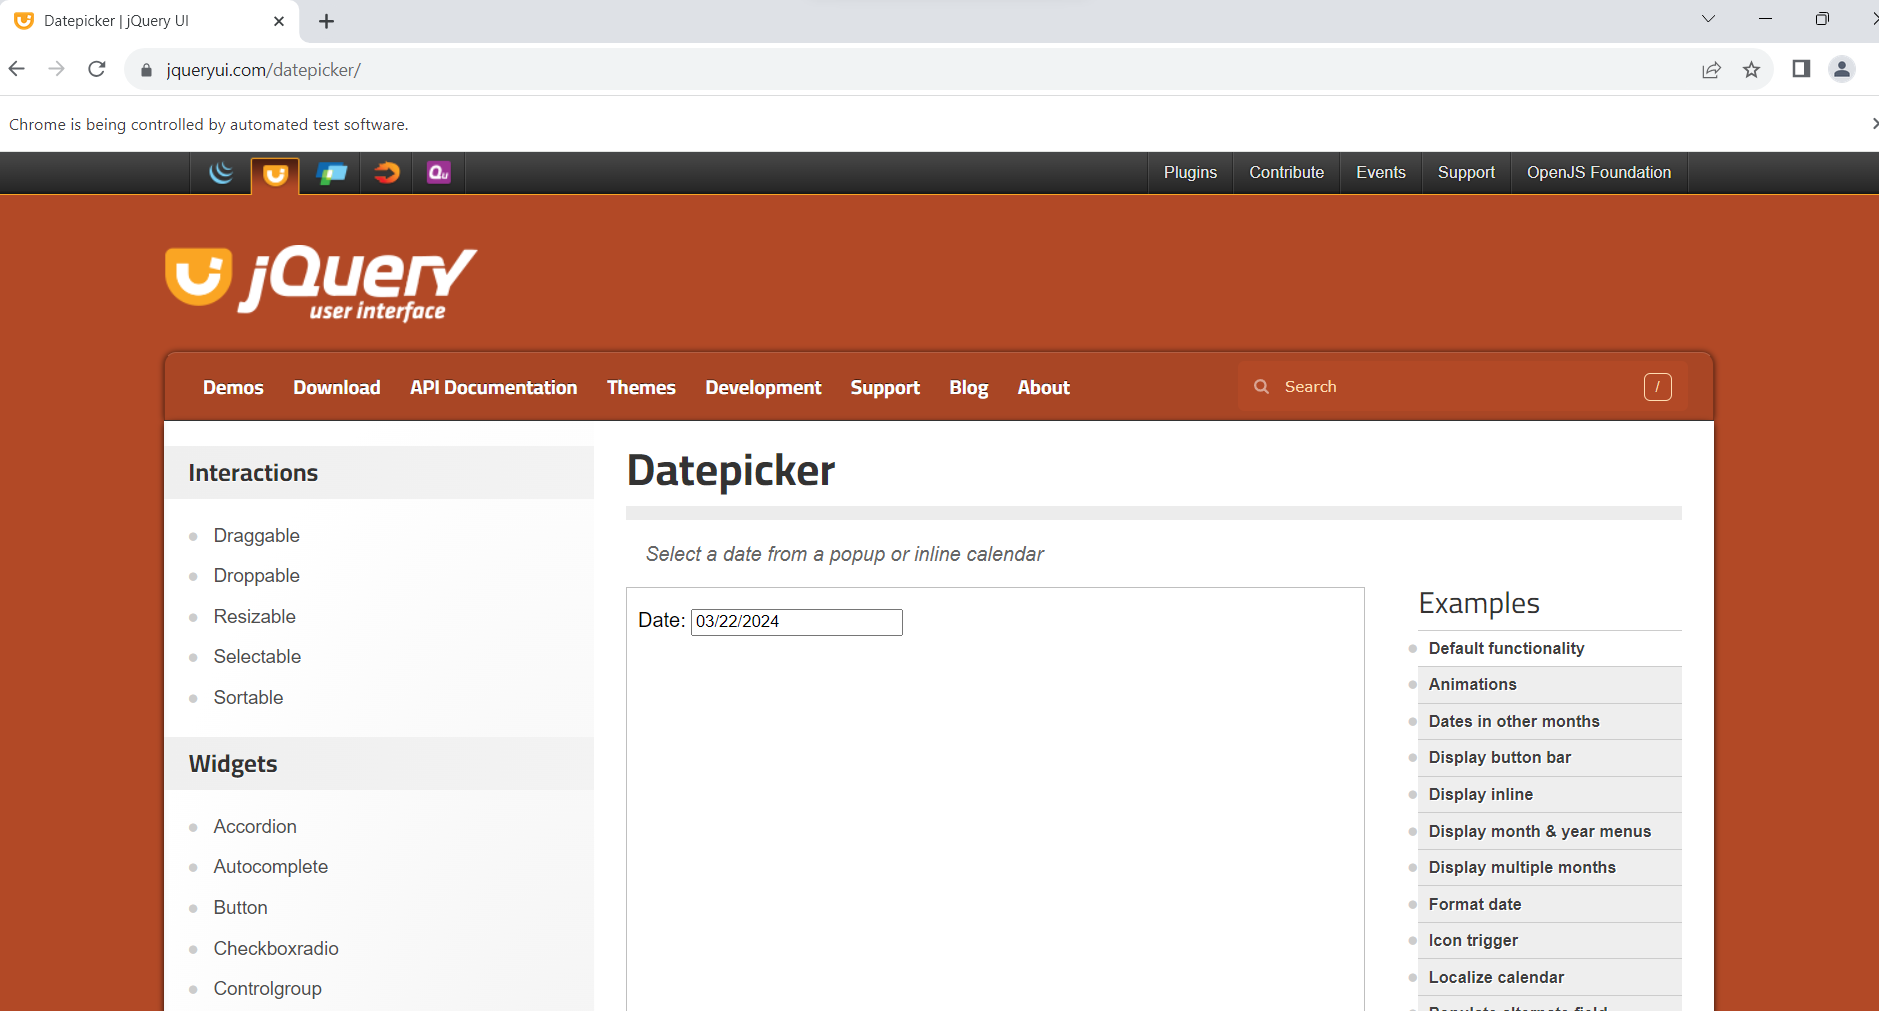 Datepicker | jQuery UI
jqueryui.com/datepicker/
Chrome is being controlled by automated test software.
Qu
Plugins Contribute Events Support OpenJS Foundation
jQuery
user interface
Demos Download API Documentation Themes Development Support Blog About Search /
Interactions
Draggable
Droppable
Resizable
Selectable
Sortable
Widgets
Accordion
Autocomplete
Button
Checkboxradio
Controlgroup
Datepicker
Select a date from a popup or inline calendar
Date: 03/22/2024
Examples
Default functionality
Animations
Dates in other months
Display button bar
Display inline
Display month & year menus
Display multiple months
Format date
Icon trigger
Localize calendar
Populate alternate field